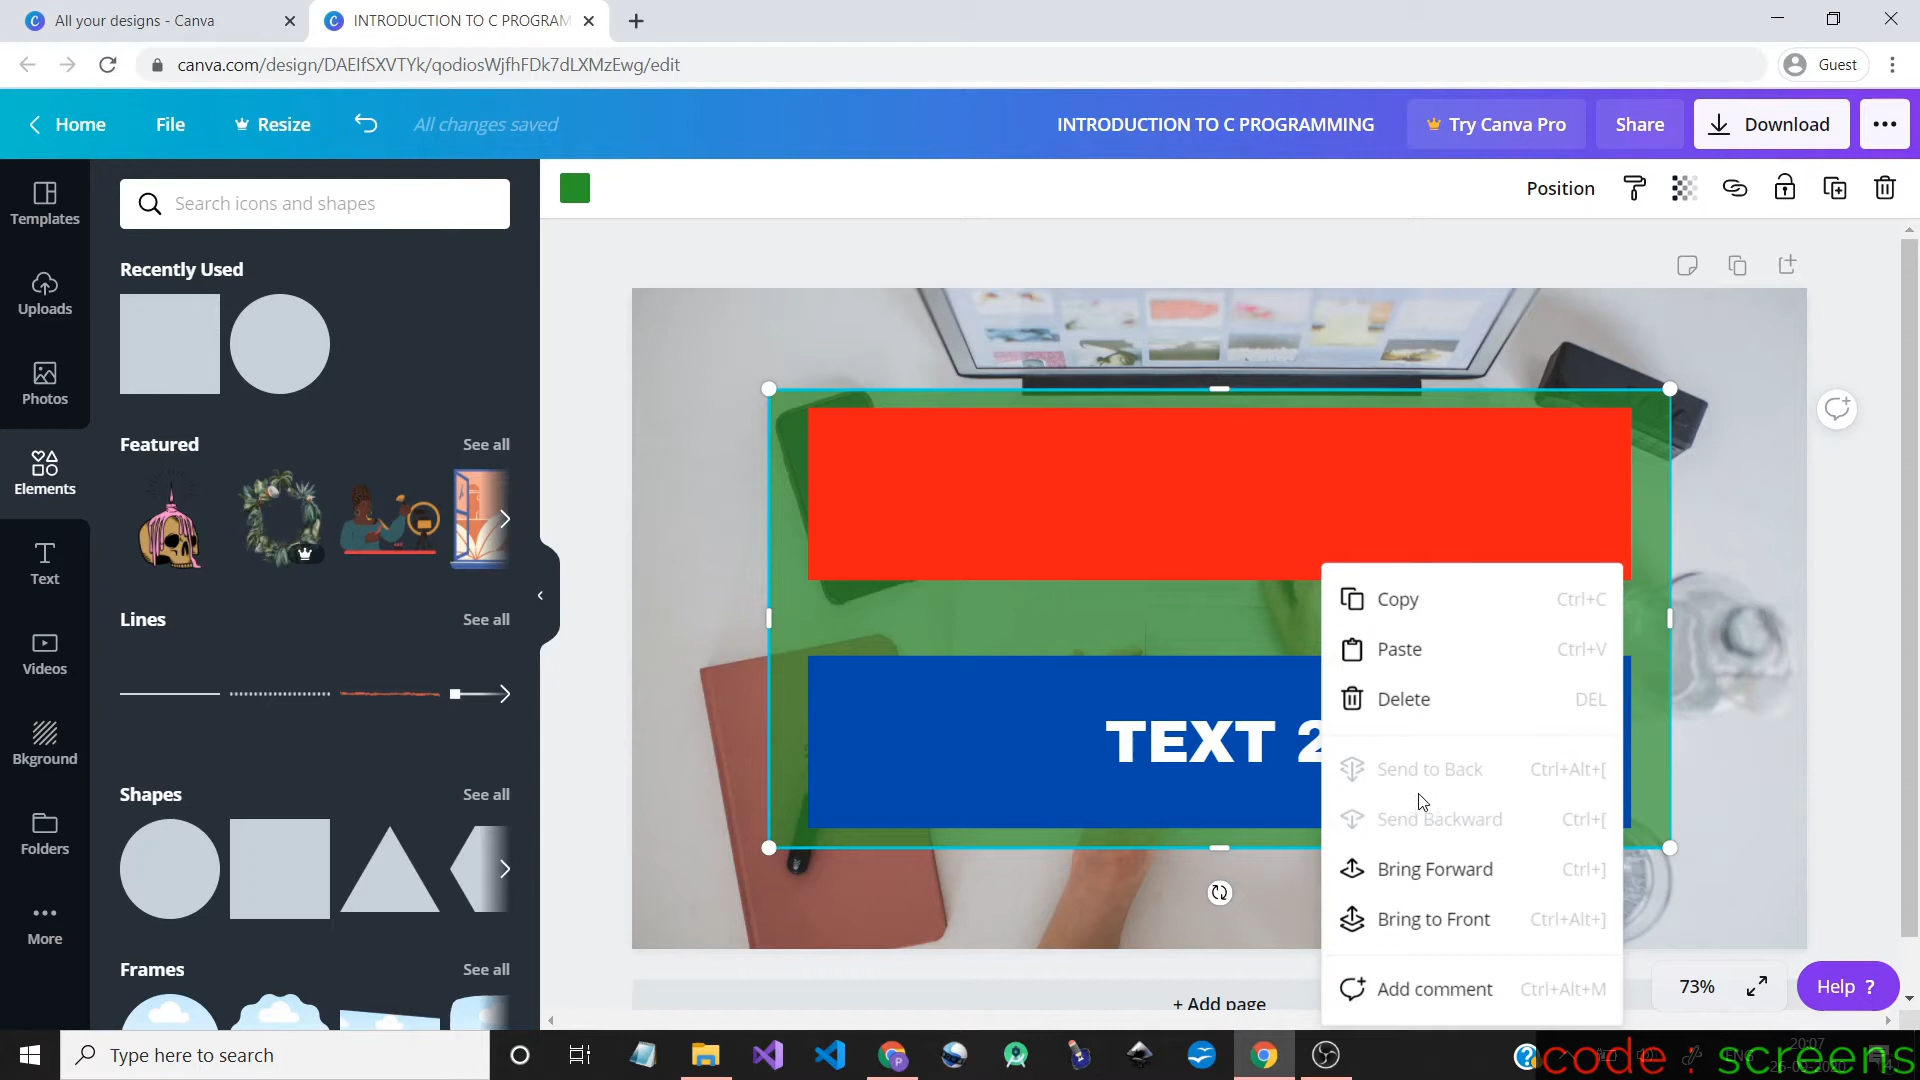 All your designs - Canva
INTRODUCTION TO C PROGRAM
canva.com/design/DAEIfSXVTYk/qodiosWjfhFDk7dLXMzEwg/edit
Guest
Home
File
Resize
All changes saved
INTRODUCTION TO C PROGRAMMING
Try Canva Pro
Share
Download
Templates
Uploads
Photos
Elements
Text
Videos
Bkground
Folders
More
Search icons and shapes
Recently Used
Featured See all
Lines See all
Shapes See all
Frames See all
Position
TEXT 2
Copy Ctrl+C
Paste Ctrl+V
Delete DEL
Send to Back Ctrl+Alt+[
Send Backward Ctrl+[
Bring Forward Ctrl+]
Bring to Front Ctrl+Alt+]
Add comment Ctrl+Alt+M
+ Add page
73%
Help ?
Type here to search
ENG
20:07
code : screens